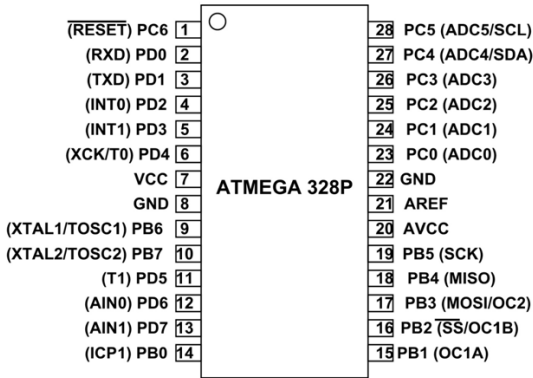 (RESET) PC6 1
(RXD) PD0 2
(TXD) PD1 3
(INT0) PD2 4
(INT1) PD3 5
(XCK/T0) PD4 6
VCC 7
GND 8
(XTAL1/TOSC1) PB6 9
(XTAL2/TOSC2) PB7 10
(T1) PD5 11
(AIN0) PD6 12
(AIN1) PD7 13
(ICP1) PB0 14
ATMEGA 328P
28 PC5 (ADC5/SCL)
27 PC4 (ADC4/SDA)
26 PC3 (ADC3)
25 PC2 (ADC2)
24 PC1 (ADC1)
23 PC0 (ADC0)
22 GND
21 AREF
20 AVCC
19 PB5 (SCK)
18 PB4 (MISO)
17 PB3 (MOSI/OC2)
16 PB2 (SS/OC1B)
15 PB1 (OC1A)